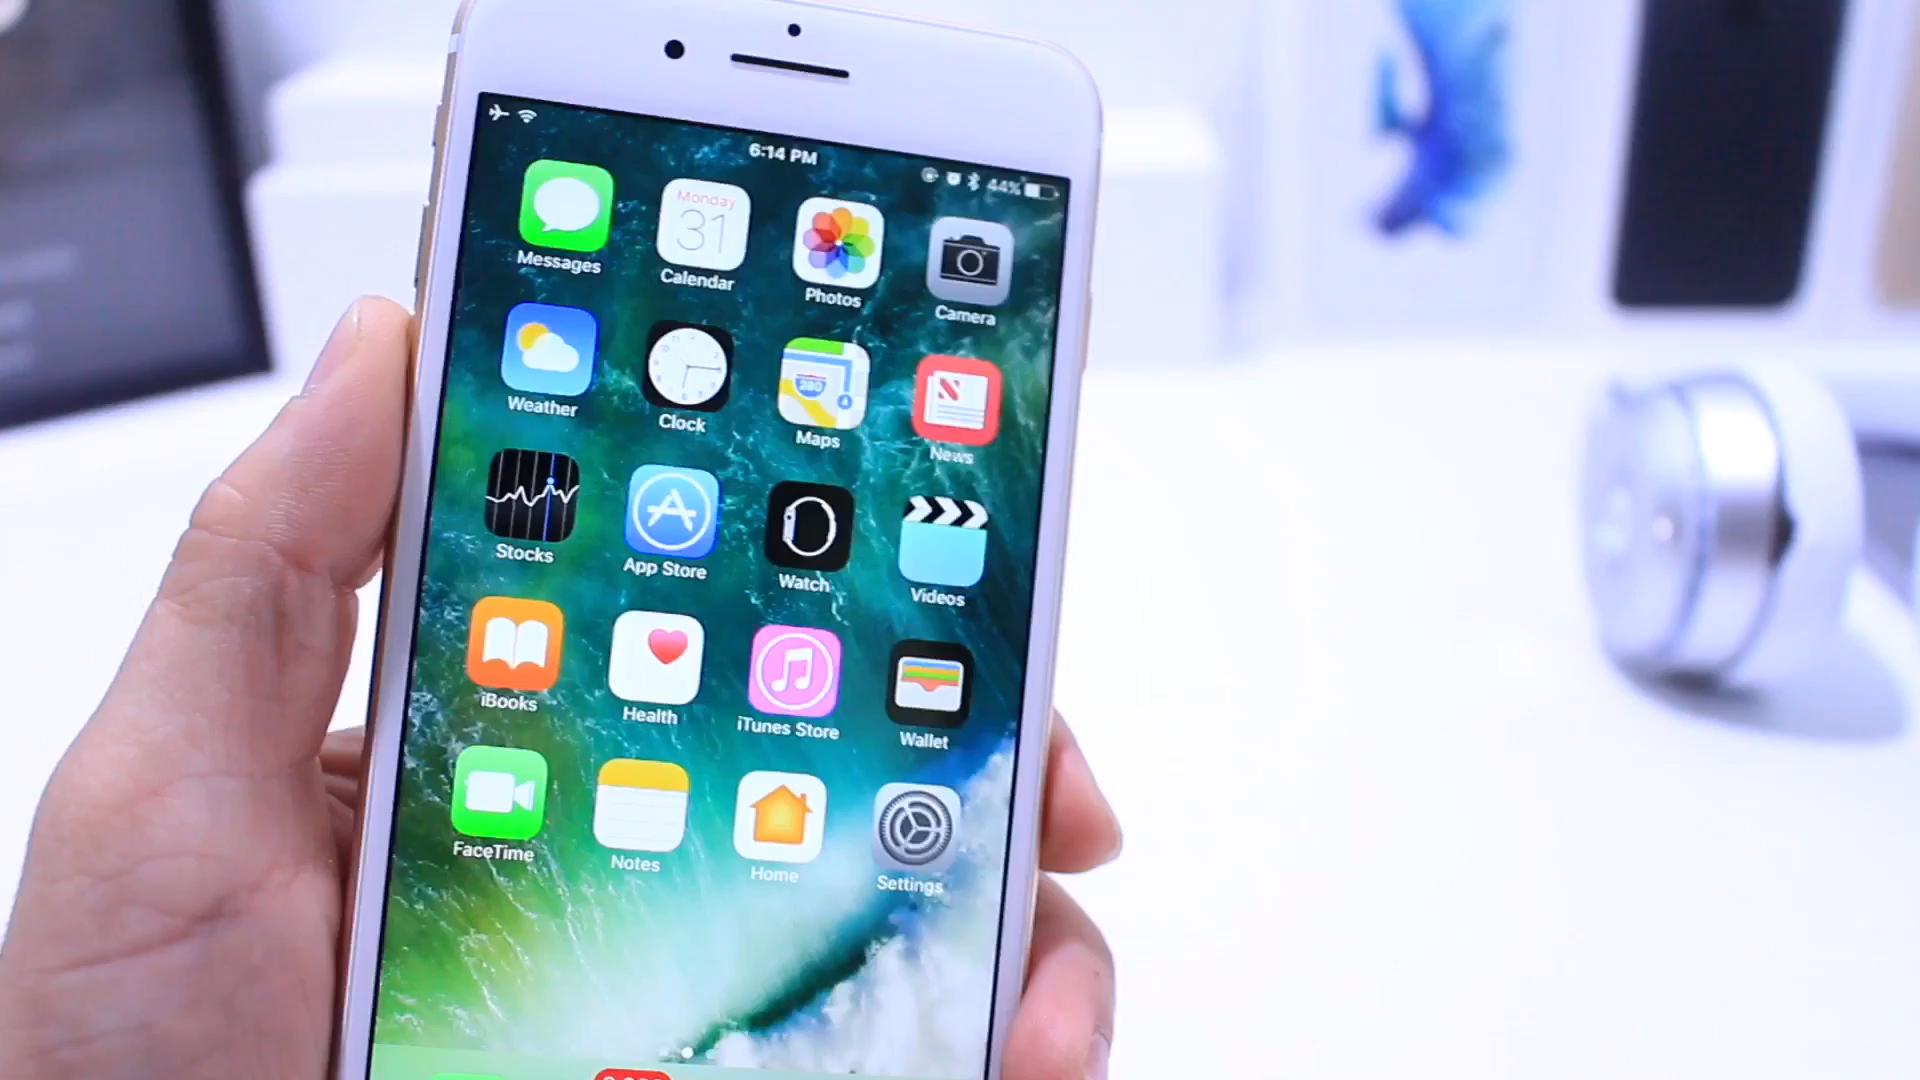 6:14 PM
44%
Monday
31
Messages
Calendar
Photos
Camera
280
Weather
Clock
Maps
News
Stocks
App Store
Watch
Videos
iBooks
Health
iTunes Store
Wallet
FaceTime
Notes
Home
Settings